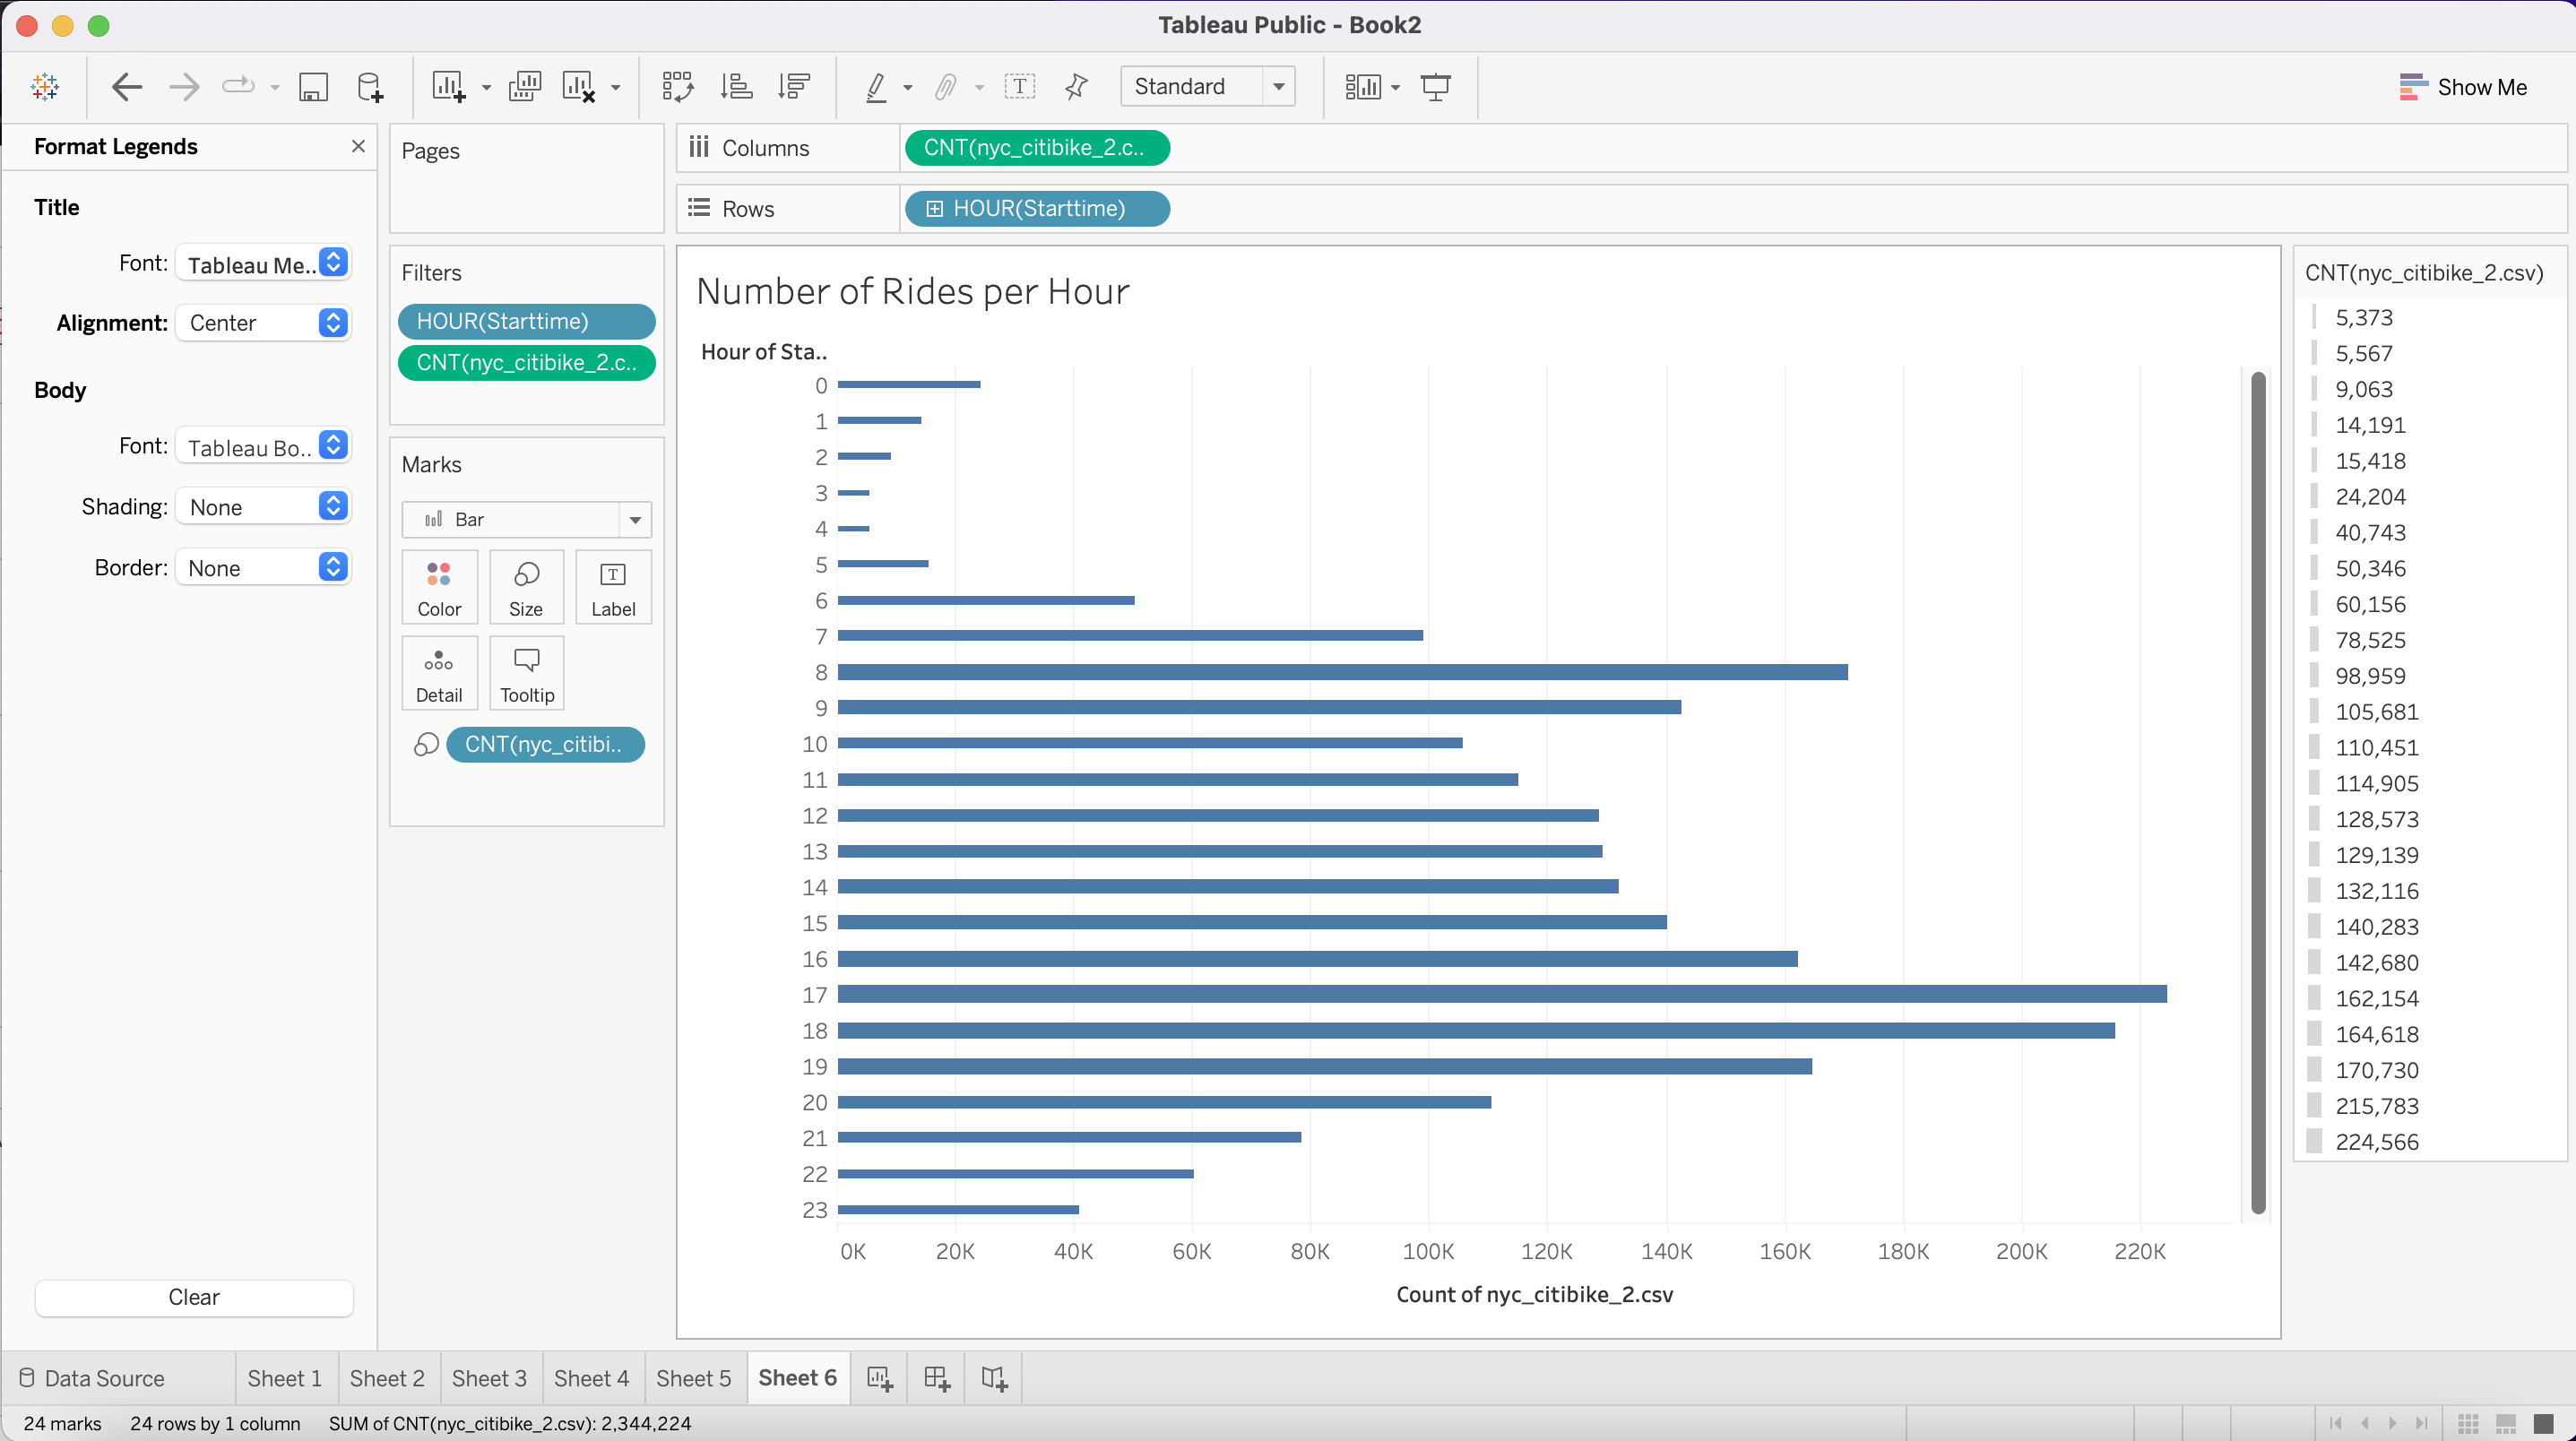 Tableau Public - Book2
Standard
Show Me
Format Legends
Title
Font: Tableau Me..
Alignment: Center
Body
Font: Tableau Bo..
Shading: None
Border: None
Clear
Pages
Filters
HOUR(Starttime)
CNT(nyc_citibike_2.c..
Marks
Bar
Color Size Label
Detail Tooltip
CNT(nyc_citibi..
Columns CNT(nyc_citibike_2.c..
Rows HOUR(Starttime)
Number of Rides per Hour
Hour of Sta..
0
1
2
3
4
5
6
7
8
9
10
11
12
13
14
15
16
17
18
19
20
21
22
23
0K 20K 40K 60K 80K 100K 120K 140K 160K 180K 200K 220K
Count of nyc_citibike_2.csv
CNT(nyc_citibike_2.csv)
5,373
5,567
9,063
14,191
15,418
24,204
40,743
50,346
60,156
78,525
98,959
105,681
110,451
114,905
128,573
129,139
132,116
140,283
142,680
162,154
164,618
170,730
215,783
224,566
Data Source Sheet 1 Sheet 2 Sheet 3 Sheet 4 Sheet 5 Sheet 6
24 marks 24 rows by 1 column SUM of CNT(nyc_citibike_2.csv): 2,344,224